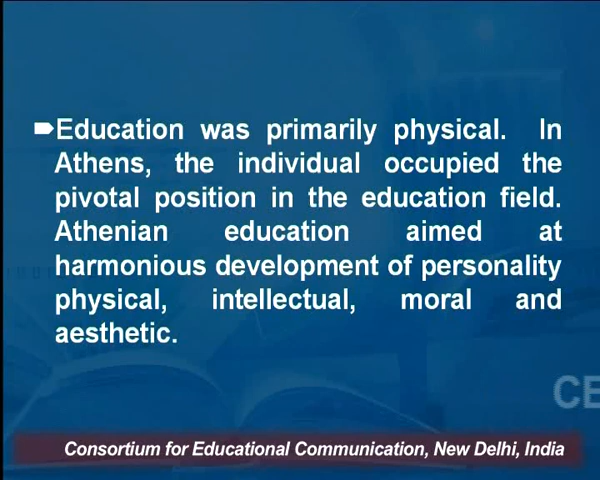 Education was primarily physical. In
Athens, the individual occupied the
pivotal position in the education field.
Athenian education aimed at
harmonious development of personality
physical, intellectual, moral and
aesthetic.
CE
Consortium for Educational Communication, New Delhi, India